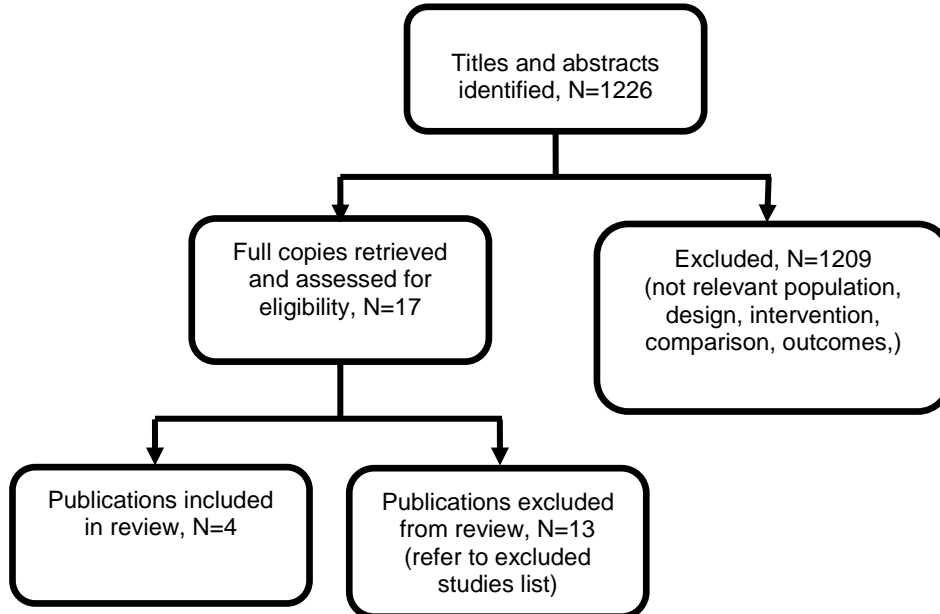 Titles and abstracts
identified, N=1226
Full copies retrieved
and assessed for
eligibility, N=17
Excluded, N=1209
(not relevant population,
design, intervention,
comparison, outcomes,)
Publications included
in review, N=4
Publications excluded
from review, N=13
(refer to excluded
studies list)